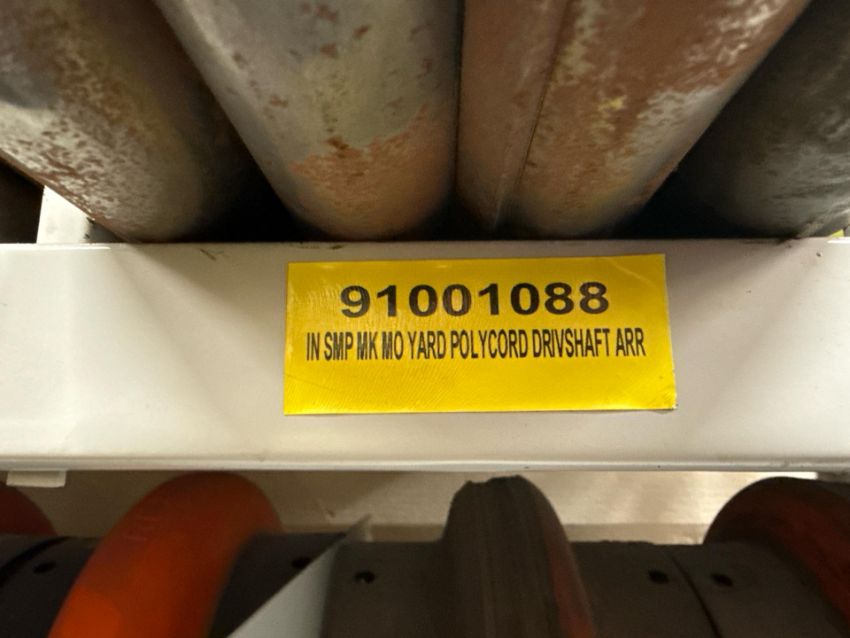 91001088
IN SMP MK MO YARD POLYCORD DRIVSHAFT ARR